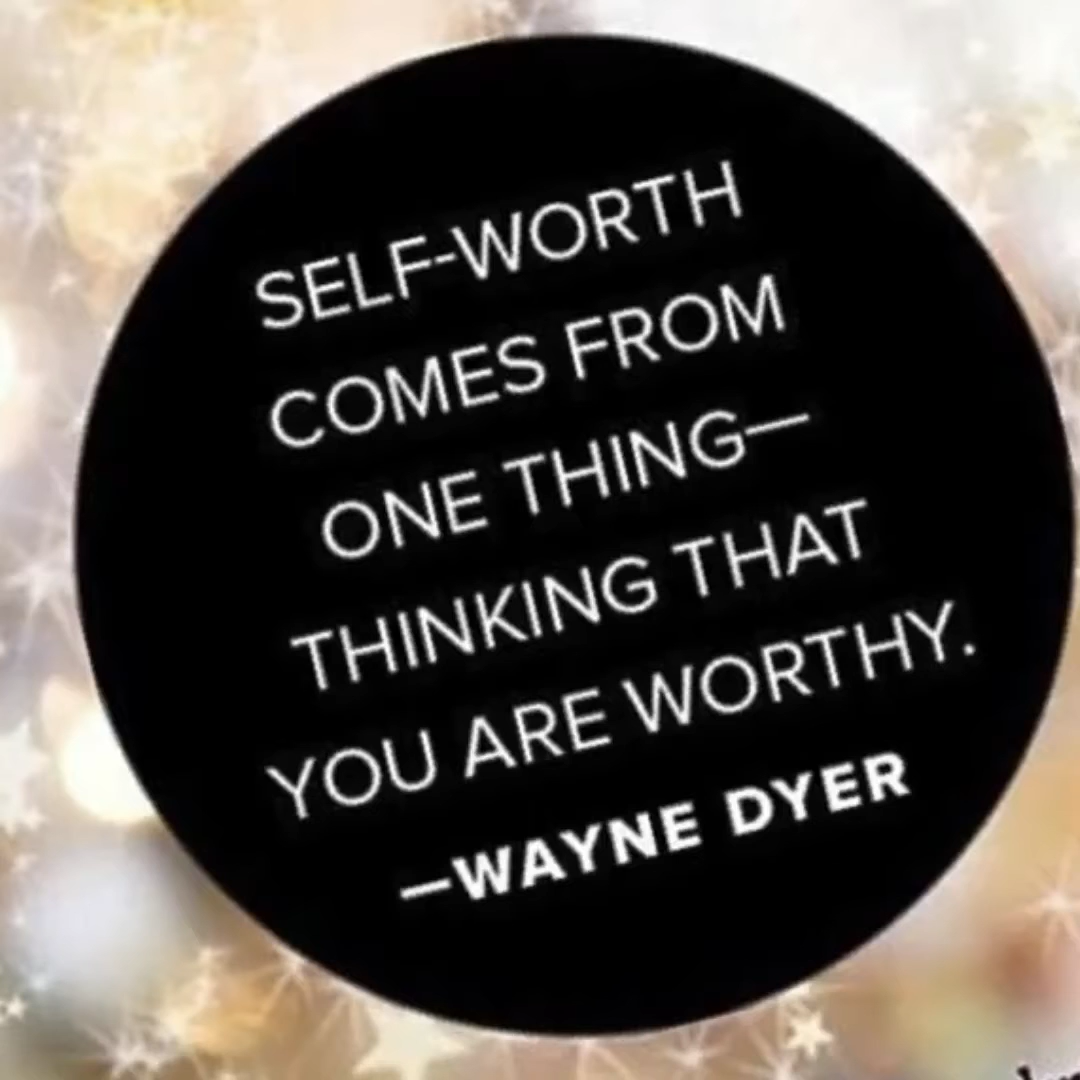 SELF-WORTH
COMES FROM
ONE THING—
THINKING THAT
YOU ARE WORTHY.
—WAYNE DYER